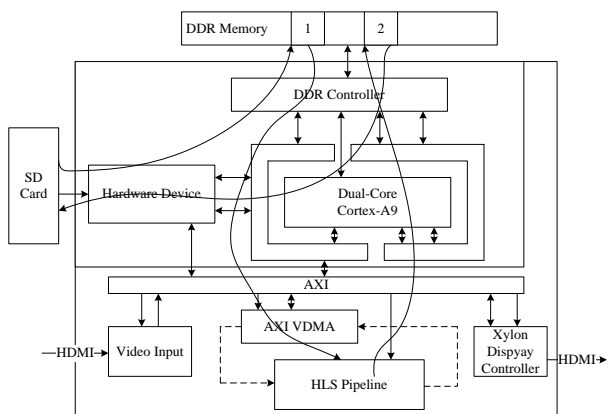 DDR Memory 1 2
DDR Controller
SD
Card
Hardware Device
Dual-Core
Cortex-A9
AXI
AXI VDMA
HDMI
Video Input
HLS Pipeline
Xylon
Dispyay
Controller
HDMI